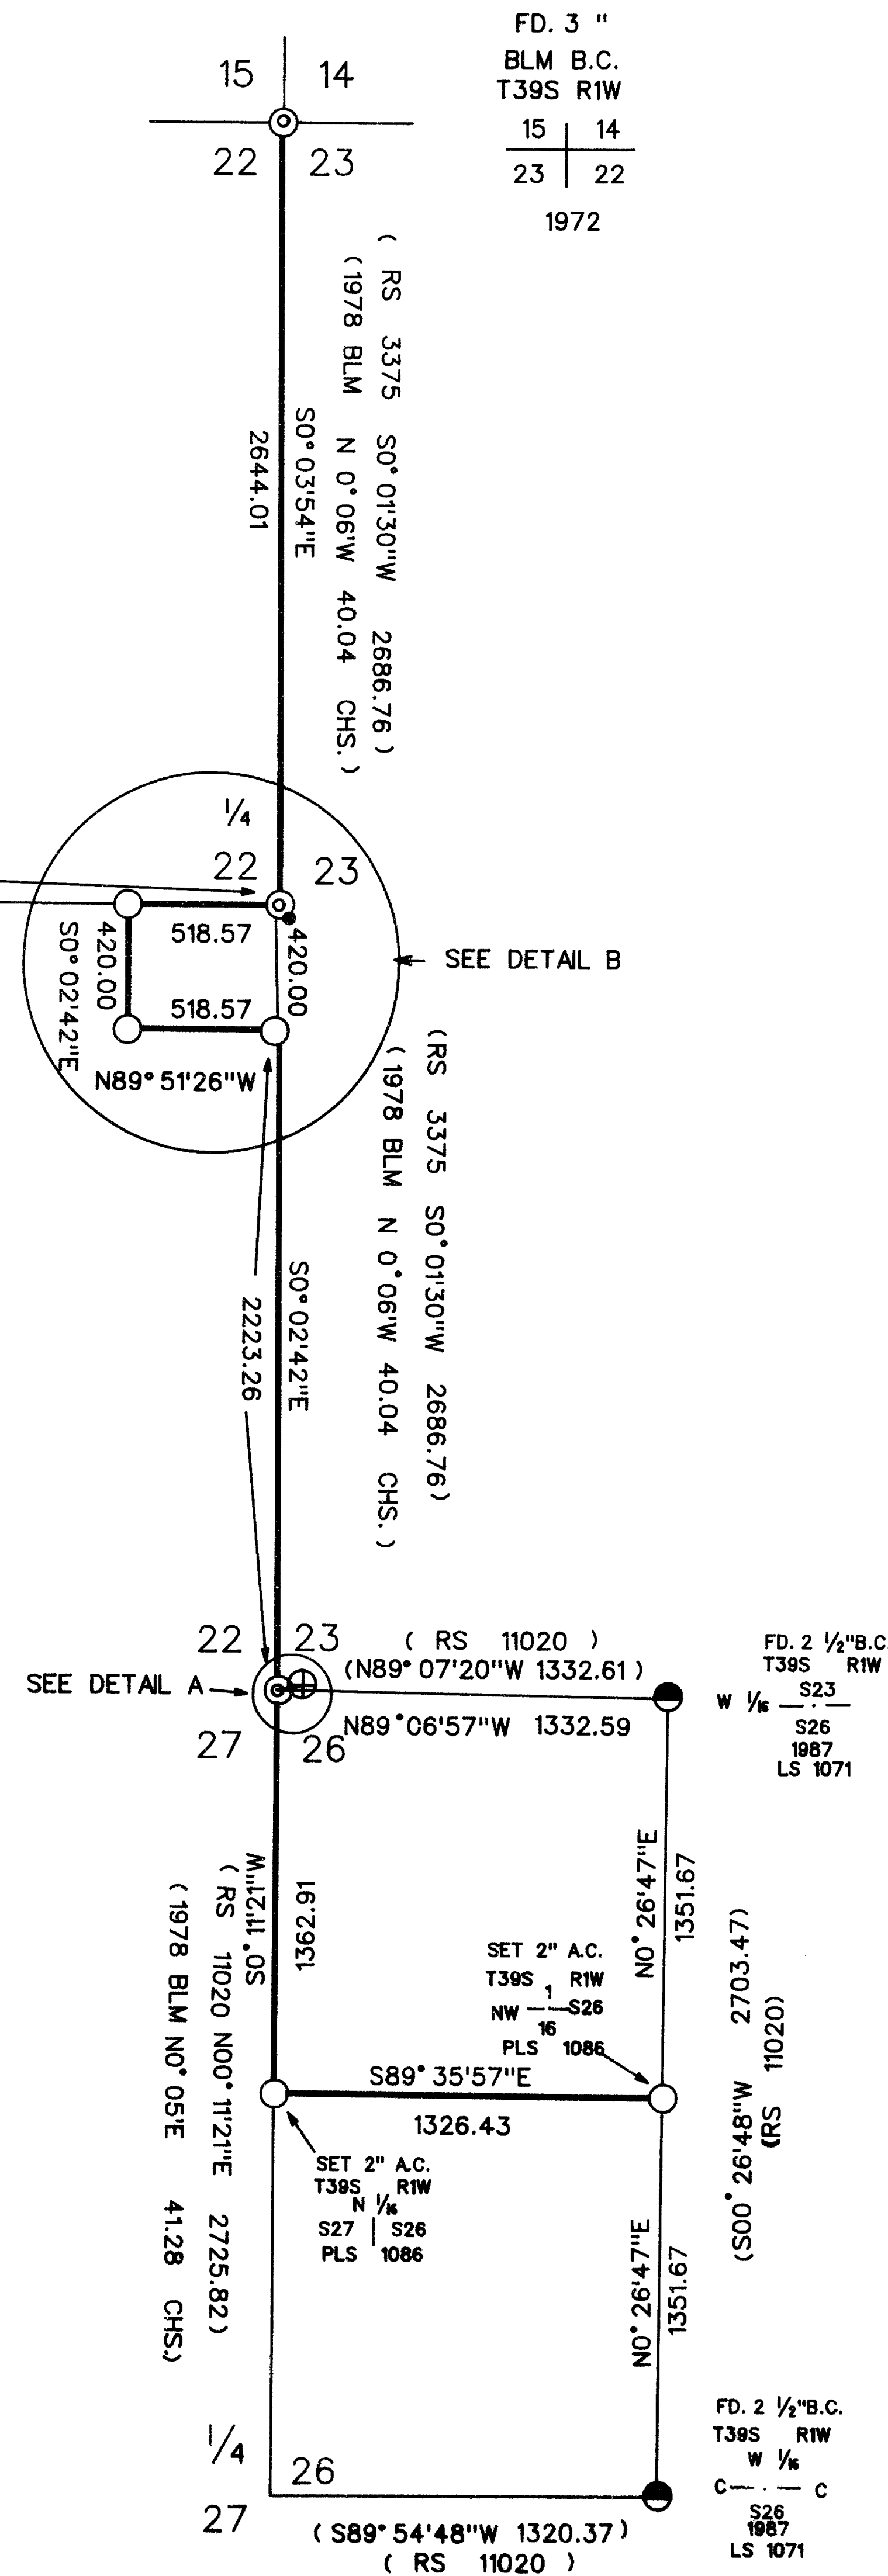 FD. 3 "
BLM B.C.
T39S R1W
15 | 14
23 | 22
1972
15 14
22 23
( RS 3375 S0° 01'30"W 2686.76 )
(1978 BLM N 0° 06'W 40.04 CHS. )
S0° 03'54"E
2644.01
1/4
22 23
518.57
420.00
420.00
S0° 02'42"E
518.57
N89° 51'26"W
SEE DETAIL B
(RS 3375 S0° 01'30"W 2686.76)
( 1978 BLM N 0° 06'W 40.04 CHS. )
S0° 02'42"E
2223.26
22 23
( RS 11020 )
(N89° 07'20"W 1332.61)
SEE DETAIL A
N89° 06'57"W 1332.59
27 26
FD. 2 1/2"B.C.
T39S R1W
W 1/16 S23
S26
1987
LS 1071
S0° 11'21"W
1362.91
( RS 11020 N00° 11'21"E 2725.82)
( 1978 BLM N0° 05'E 41.28 CHS.)
N0° 26'47"E
1351.67
(S00° 26'48"W 2703.47)
(RS 11020)
SET 2" A.C.
T39S R1W
NW 1 S26
16
PLS 1086
S89° 35'57"E
1326.43
SET 2" A.C.
T39S R1W
N 1/16
S27 | S26
PLS 1086
N0° 26'47"E
1351.67
1/4
26
27
( S89° 54'48"W 1320.37 )
( RS 11020 )
FD. 2 1/2"B.C.
T39S R1W
W 1/16
C — · — C
S26
1987
LS 1071